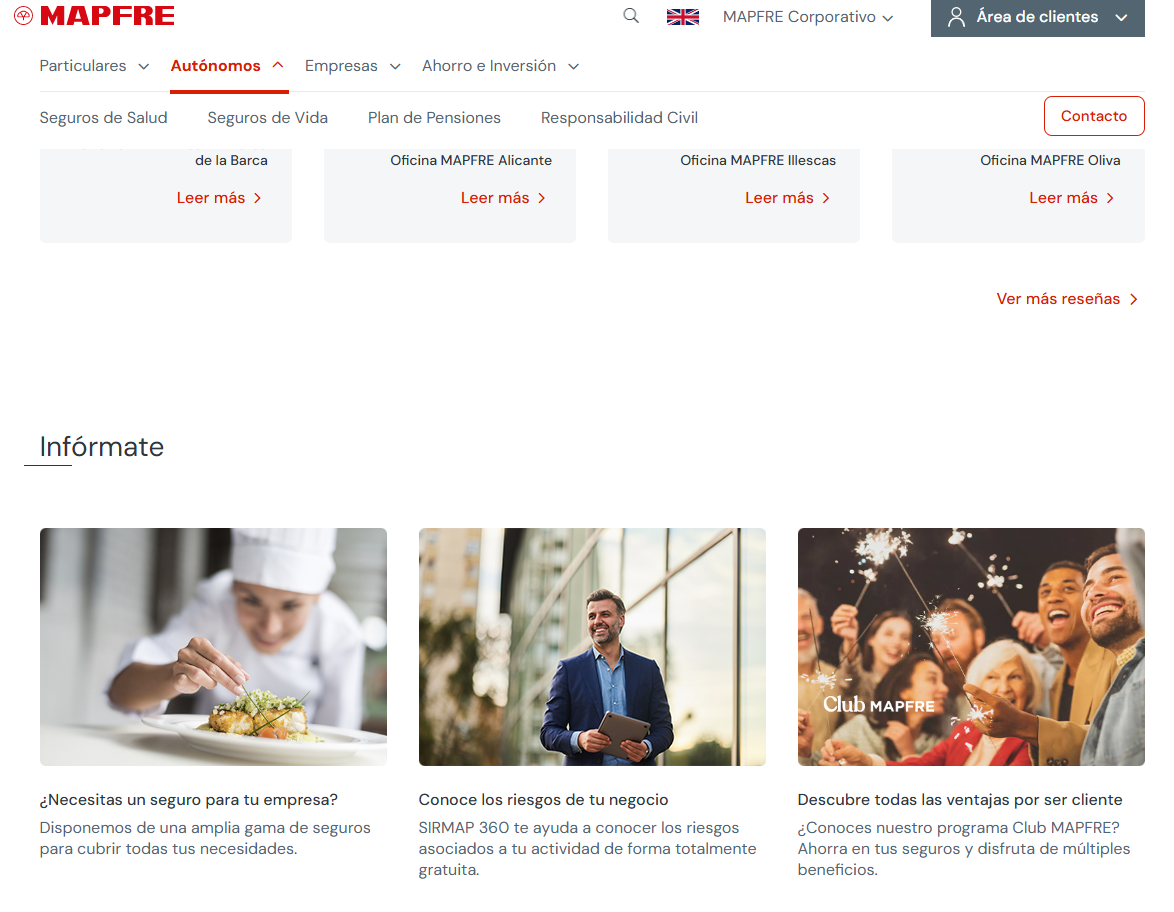 MAPFRE
MAPFRE Corporativo
Área de clientes
Particulares
Autónomos
Empresas
Ahorro e Inversión
Seguros de Salud
Seguros de Vida
Plan de Pensiones
Responsabilidad Civil
Contacto
de la Barca
Oficina MAPFRE Alicante
Oficina MAPFRE Illescas
Oficina MAPFRE Oliva
Leer más
Leer más
Leer más
Leer más
Ver más reseñas
Infórmate
Club MAPFRE
¿Necesitas un seguro para tu empresa?
Disponemos de una amplia gama de seguros
para cubrir todas tus necesidades.
Conoce los riesgos de tu negocio
SIRMAP 360 te ayuda a conocer los riesgos
asociados a tu actividad de forma totalmente
gratuita.
Descubre todas las ventajas por ser cliente
¿Conoces nuestro programa Club MAPFRE?
Ahorra en tus seguros y disfruta de múltiples
beneficios.